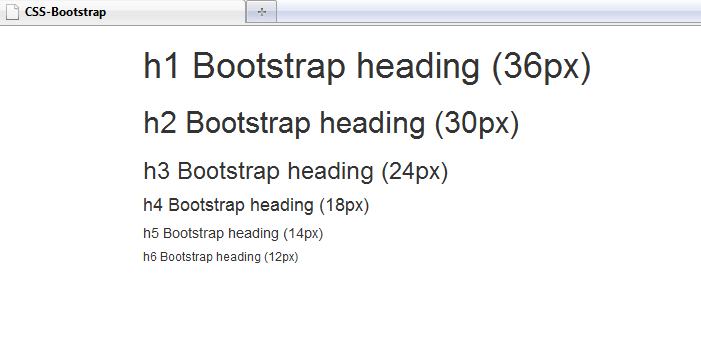 CSS-Bootstrap
h1 Bootstrap heading (36px)
h2 Bootstrap heading (30px)
h3 Bootstrap heading (24px)
h4 Bootstrap heading (18px)
h5 Bootstrap heading (14px)
h6 Bootstrap heading (12px)